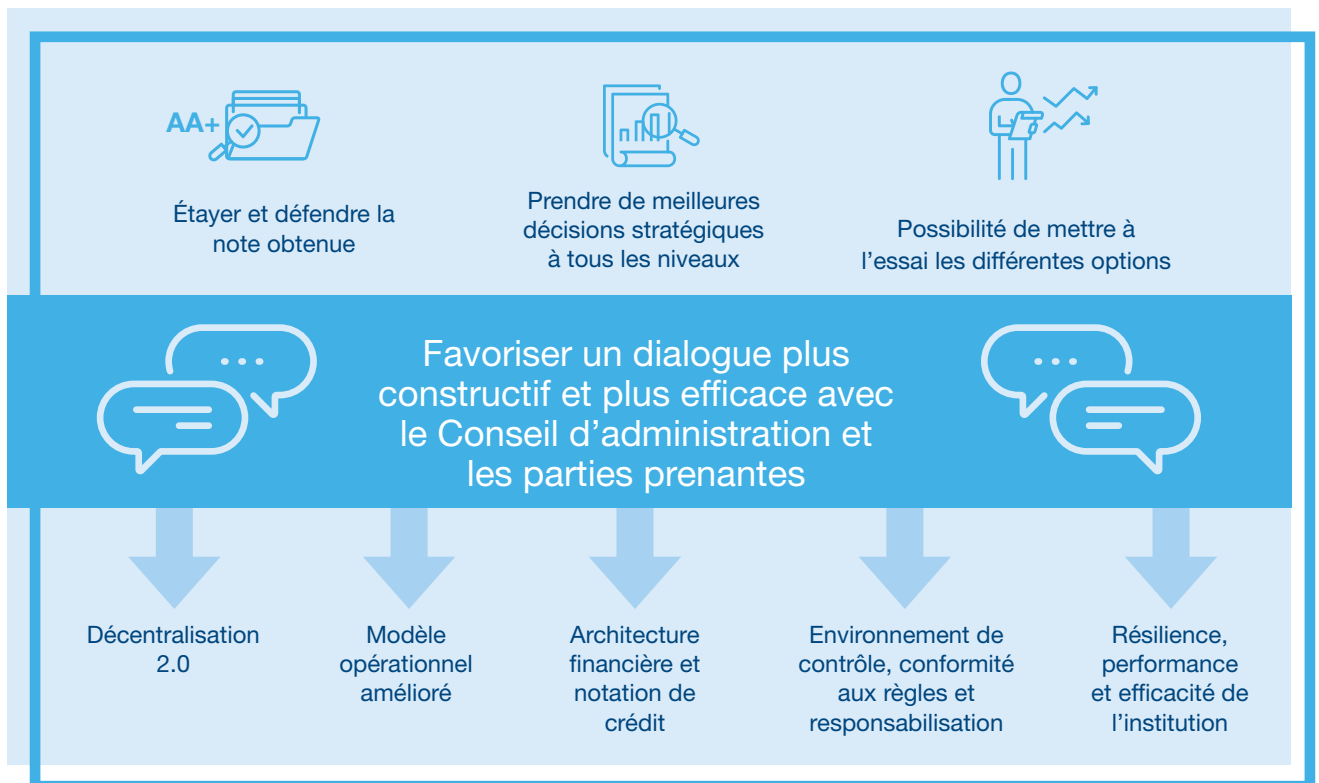 AA+
Étayer et défendre la
note obtenue
Prendre de meilleures
décisions stratégiques
à tous les niveaux
Possibilité de mettre à
l’essai les différentes options
Favoriser un dialogue plus
constructif et plus efficace avec
le Conseil d’administration et
les parties prenantes
Décentralisation
2.0
Modèle
opérationnel
amélioré
Architecture
financière et
notation de
crédit
Environnement de
contrôle, conformité
aux règles et
responsabilisation
Résilience,
performance
et efficacité de
l’institution